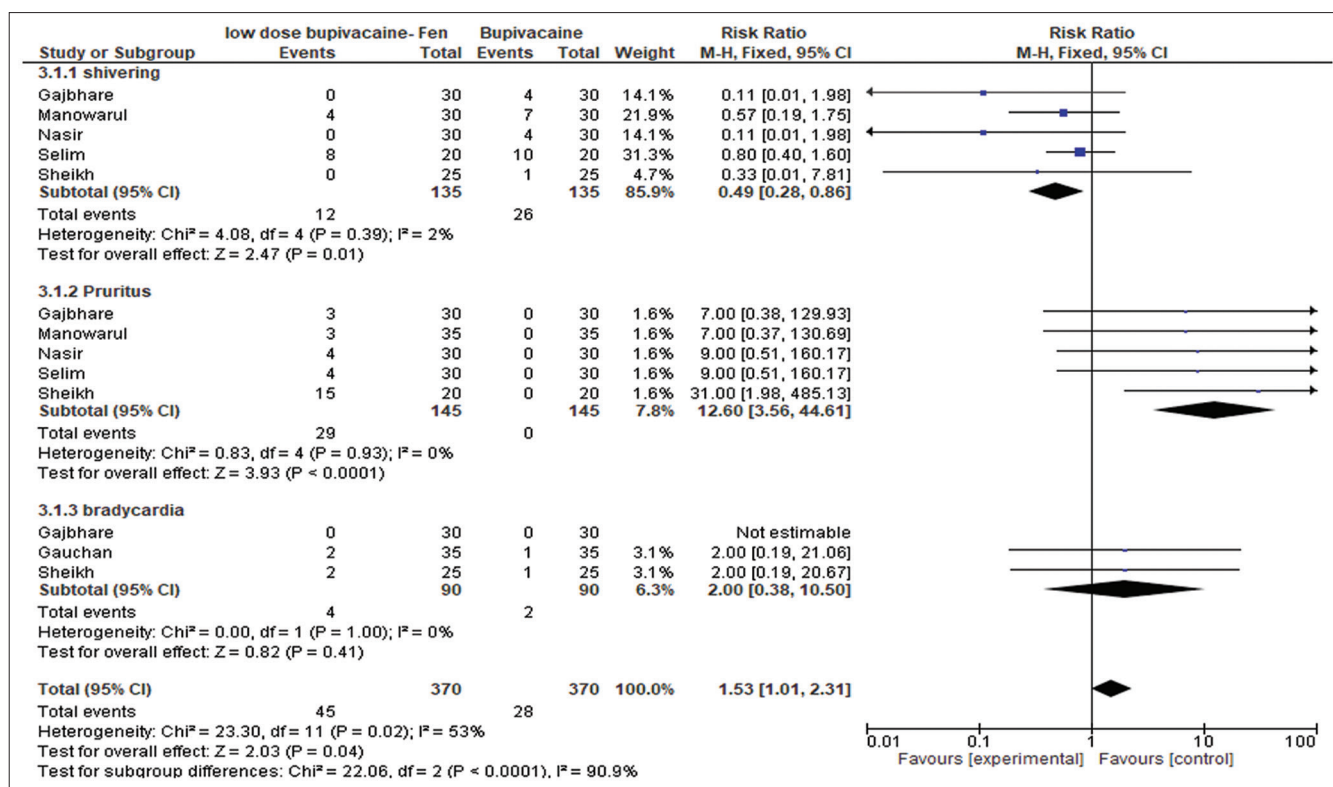 low dose bupivacaine- Fen Bupivacaine Risk Ratio Risk Ratio
Study or Subgroup Events Total Events Total Weight M-H, Fixed, 95% CI M-H, Fixed, 95% CI
3.1.1 shivering
Gajbhare 0 30 4 30 14.1% 0.11 [0.01, 1.98]
Manowarul 4 30 7 30 21.9% 0.57 [0.19, 1.75]
Nasir 0 30 4 30 14.1% 0.11 [0.01, 1.98]
Selim 8 20 10 20 31.3% 0.80 [0.40, 1.60]
Sheikh 0 25 1 25 4.7% 0.33 [0.01, 7.81]
Subtotal (95% CI) 135 135 85.9% 0.49 [0.28, 0.86]
Total events 12 26
Heterogeneity: Chi² = 4.08, df = 4 (P = 0.39); I² = 2%
Test for overall effect: Z = 2.47 (P = 0.01)
3.1.2 Pruritus
Gajbhare 3 30 0 30 1.6% 7.00 [0.38, 129.93]
Manowarul 3 35 0 35 1.6% 7.00 [0.37, 130.69]
Nasir 4 30 0 30 1.6% 9.00 [0.51, 160.17]
Selim 4 30 0 30 1.6% 9.00 [0.51, 160.17]
Sheikh 15 20 0 20 1.6% 31.00 [1.98, 485.13]
Subtotal (95% CI) 145 145 7.8% 12.60 [3.56, 44.61]
Total events 29 0
Heterogeneity: Chi² = 0.83, df = 4 (P = 0.93); I² = 0%
Test for overall effect: Z = 3.93 (P < 0.0001)
3.1.3 bradycardia
Gajbhare 0 30 0 30 Not estimable
Gauchan 2 35 1 35 3.1% 2.00 [0.19, 21.06]
Sheikh 2 25 1 25 3.1% 2.00 [0.19, 20.67]
Subtotal (95% CI) 90 90 6.3% 2.00 [0.38, 10.50]
Total events 4 2
Heterogeneity: Chi² = 0.00, df = 1 (P = 1.00); I² = 0%
Test for overall effect: Z = 0.82 (P = 0.41)
Total (95% CI) 370 370 100.0% 1.53 [1.01, 2.31]
Total events 45 28
Heterogeneity: Chi² = 23.30, df = 11 (P = 0.02); I² = 53%
Test for overall effect: Z = 2.03 (P = 0.04)
Test for subgroup differences: Chi² = 22.06, df = 2 (P < 0.0001), I² = 90.9%
0.01 0.1 1 10 100
Favours [experimental] Favours [control]